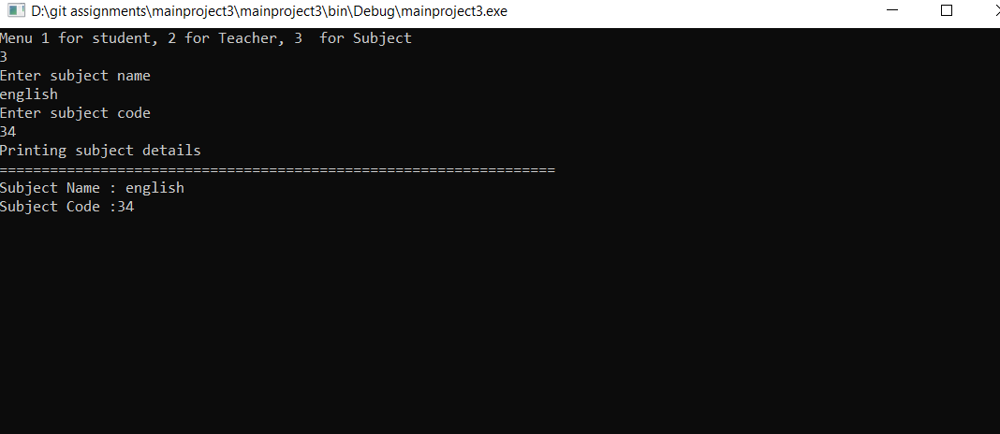 D:\git assignments\mainproject3\mainproject3\bin\Debug\mainproject3.exe
Menu 1 for student, 2 for Teacher, 3  for Subject
3
Enter subject name
english
Enter subject code
34
Printing subject details
==================================================================
Subject Name : english
Subject Code :34